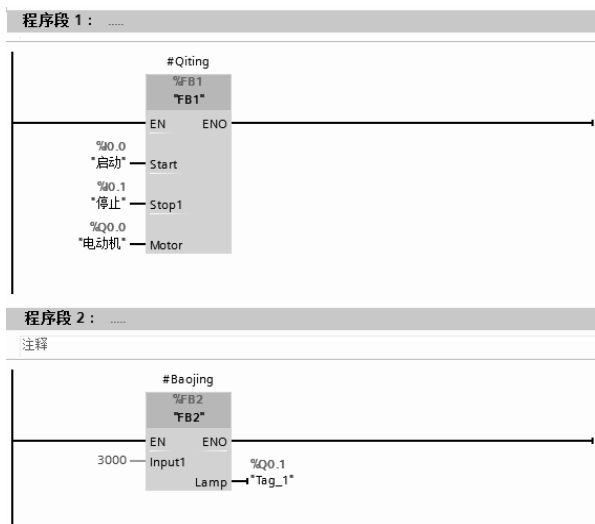 程序段 1： .....
#Qiting
%FB1
"FB1"
EN ENO
%I0.0
"启动" Start
%I0.1
"停止" Stop1
%Q0.0
"电动机" Motor
程序段 2： .....
注释
#Baojing
%FB2
"FB2"
EN ENO
3000 Input1
%Q0.1
Lamp "Tag_1"